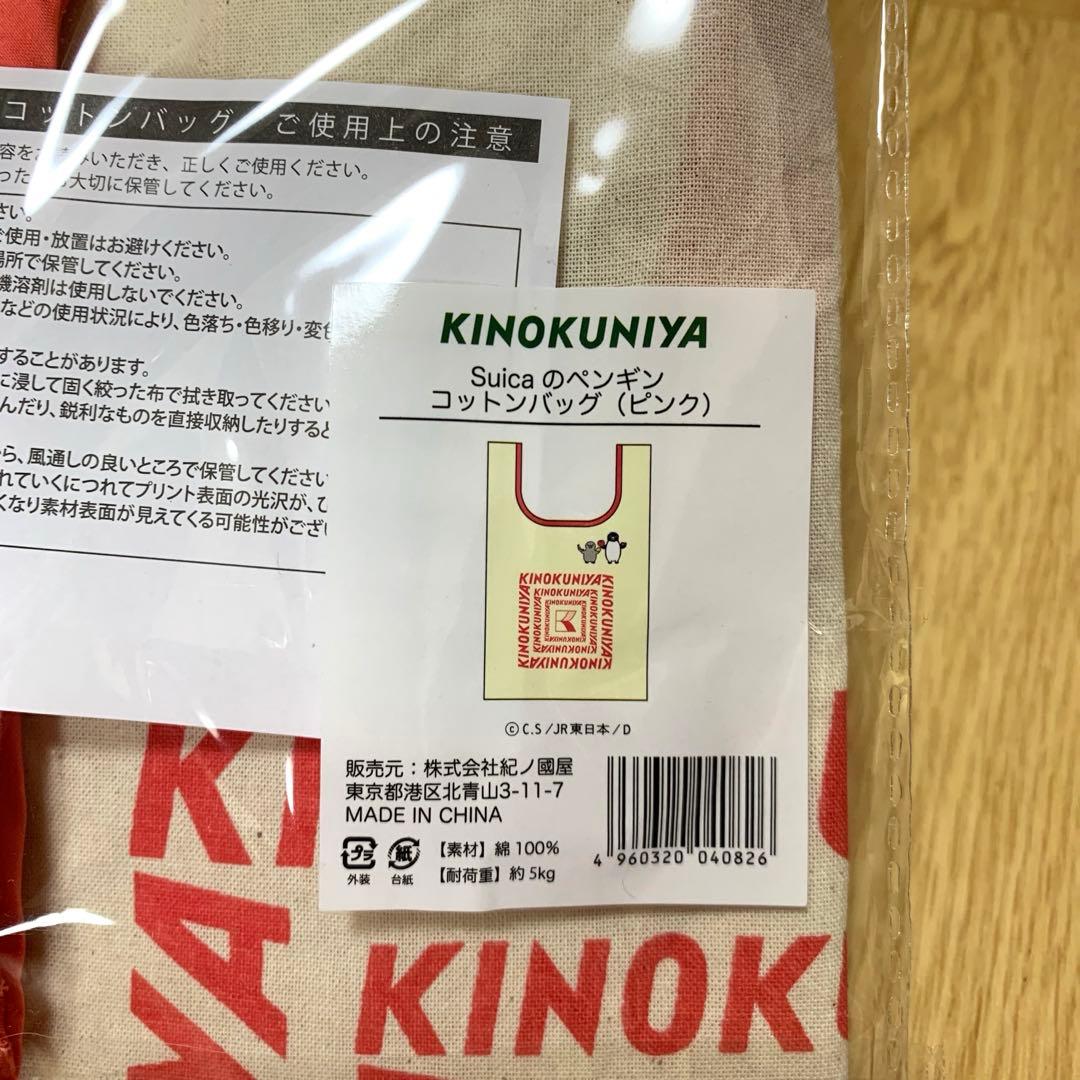 コットンバッグ ご使用上の注意
容をお読みいただき、正しくご使用ください。
大切に保管してください。
さい。
ご使用・放置はお避けください。
場所で保管してください。
機溶剤は使用しないでください。
などの使用状況により、色落ち・色移り・変色
することがあります。
に浸して固く絞った布で拭き取ってください
んだり、鋭利なものを直接収納したりすると
ら、風通しの良いところで保管してください
れていくにつれてプリント表面の光沢が、ひ
くなり素材表面が見えてくる可能性がござい
KINOKUNIYA
Suica のペンギン
コットンバッグ（ピンク）
KINOKUNIYA
KINOKUNIYA
KINOKUNIYA
KINOKUNIYA
KINOKUNIYA
KINOKUNIYA
KINOKUNIYA
KINOKUNIYA
©C.S/JR東日本/D
販売元：株式会社紀ノ國屋
東京都港区北青山3-11-7
MADE IN CHINA
プラ 外装
紙 台紙
【素材】綿 100%
【耐荷重】約 5kg
4 960320 040826
YAK
KINOK